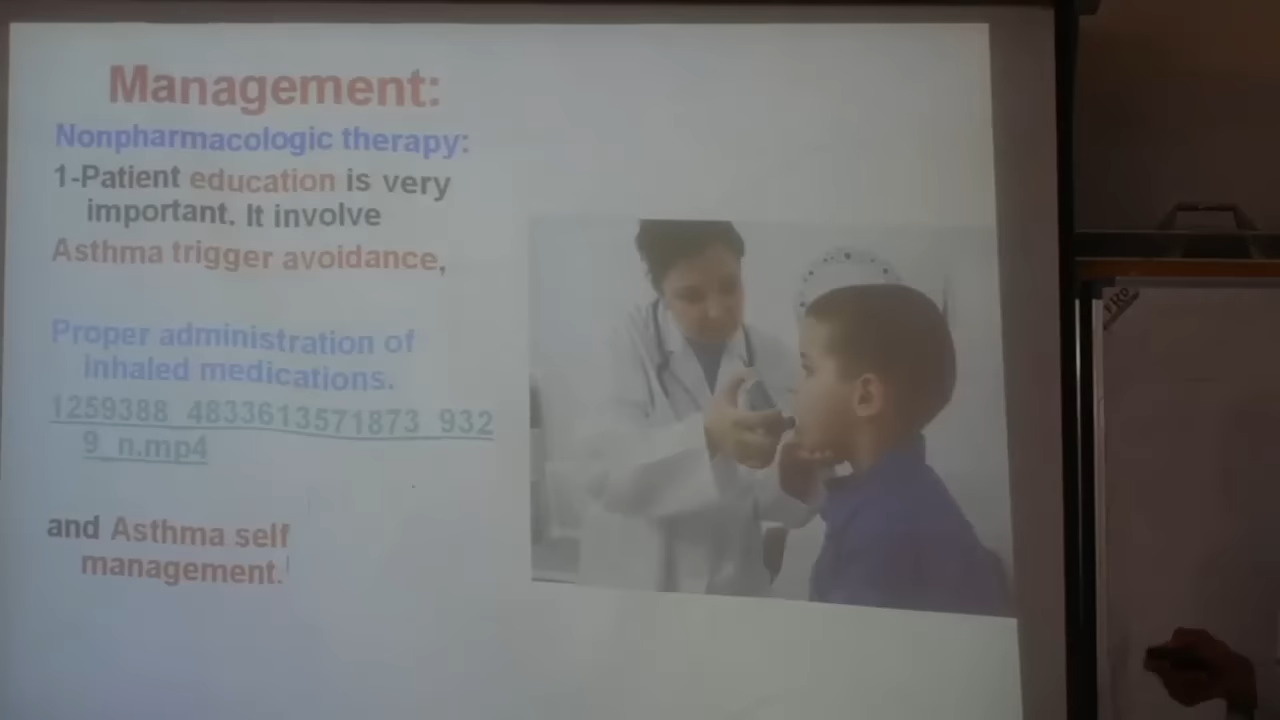 Management:
Nonpharmacologic therapy:
1-Patient education is very
important. It involve
Asthma trigger avoidance,
Proper administration of
inhaled medications.
1259388_4833613571873_932
9_n.mp4
and Asthma self
management.